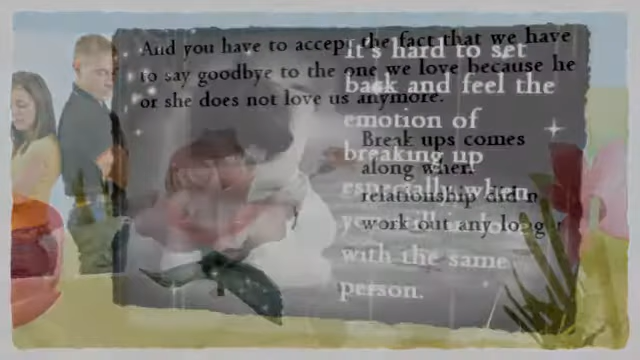 And you have to accept the fact that we have
to say goodbye to the one we love because he
or she does not love us anymore.
It's hard to set
back and feel the
emotion of
breaking up
especially when
with the same
person.
Break ups comes
along when
relationship did n
work out any longer